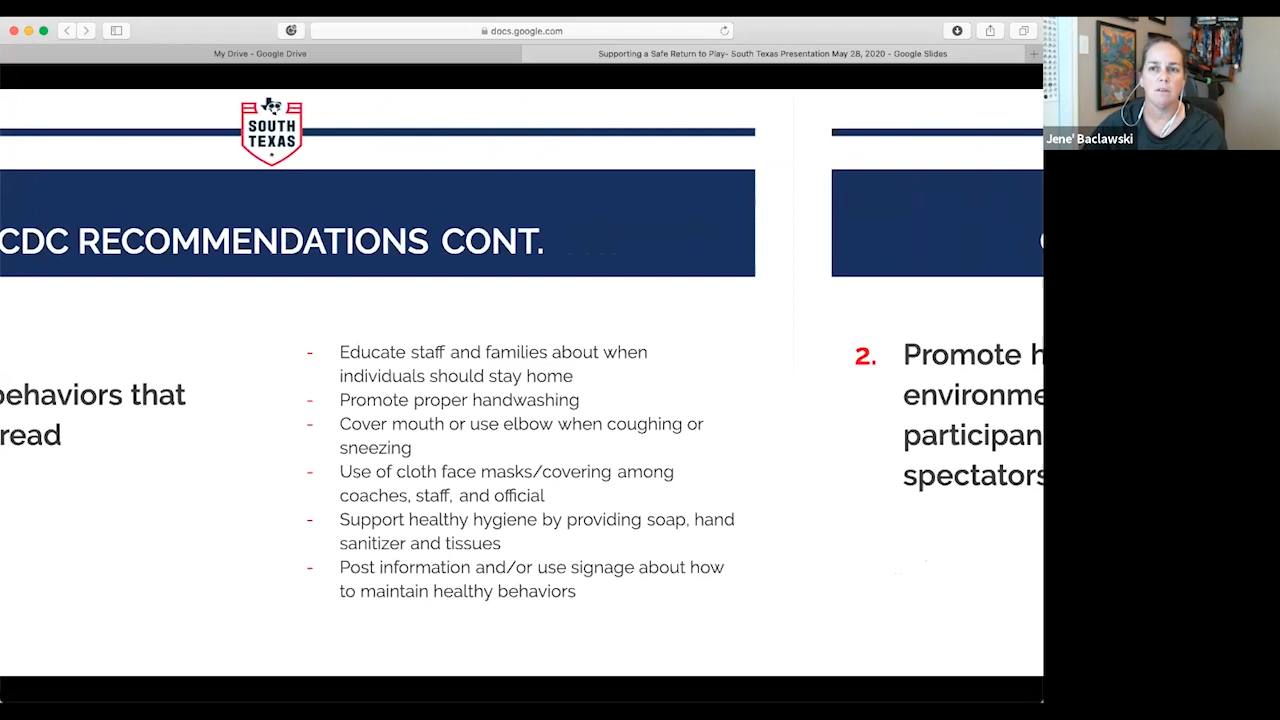 docs.google.com
My Drive - Google Drive
Supporting a Safe Return to Play- South Texas Presentation May 28, 2020 - Google Slides
Jene' Baclawski
SOUTH
TEXAS
CDC RECOMMENDATIONS CONT.
behaviors that
read
- Educate staff and families about when
individuals should stay home
- Promote proper handwashing
- Cover mouth or use elbow when coughing or
sneezing
- Use of cloth face masks/covering among
coaches, staff, and official
- Support healthy hygiene by providing soap, hand
sanitizer and tissues
- Post information and/or use signage about how
to maintain healthy behaviors
2. Promote h
environme
participan
spectators